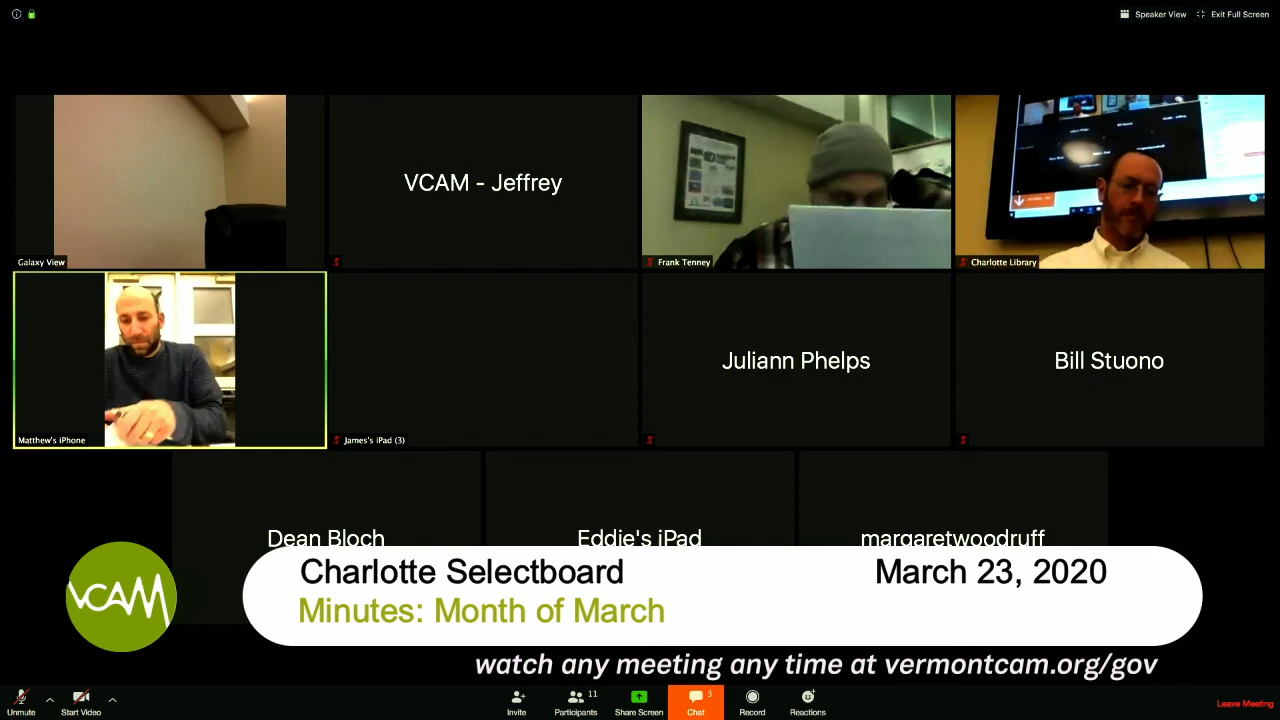 Speaker View
Exit Full Screen
Galaxy View
VCAM - Jeffrey
Frank Tenney
Charlotte Library
Matthew's iPhone
James's iPad (3)
Juliann Phelps
Bill Stuono
Dean Bloch
Eddie's iPad
margaretwoodruff
VCAM
Charlotte Selectboard
March 23, 2020
Minutes: Month of March
watch any meeting any time at vermontcam.org/gov
Unmute
Start Video
Invite
11
Participants
Share Screen
3
Chat
Record
Reactions
Leave Meeting